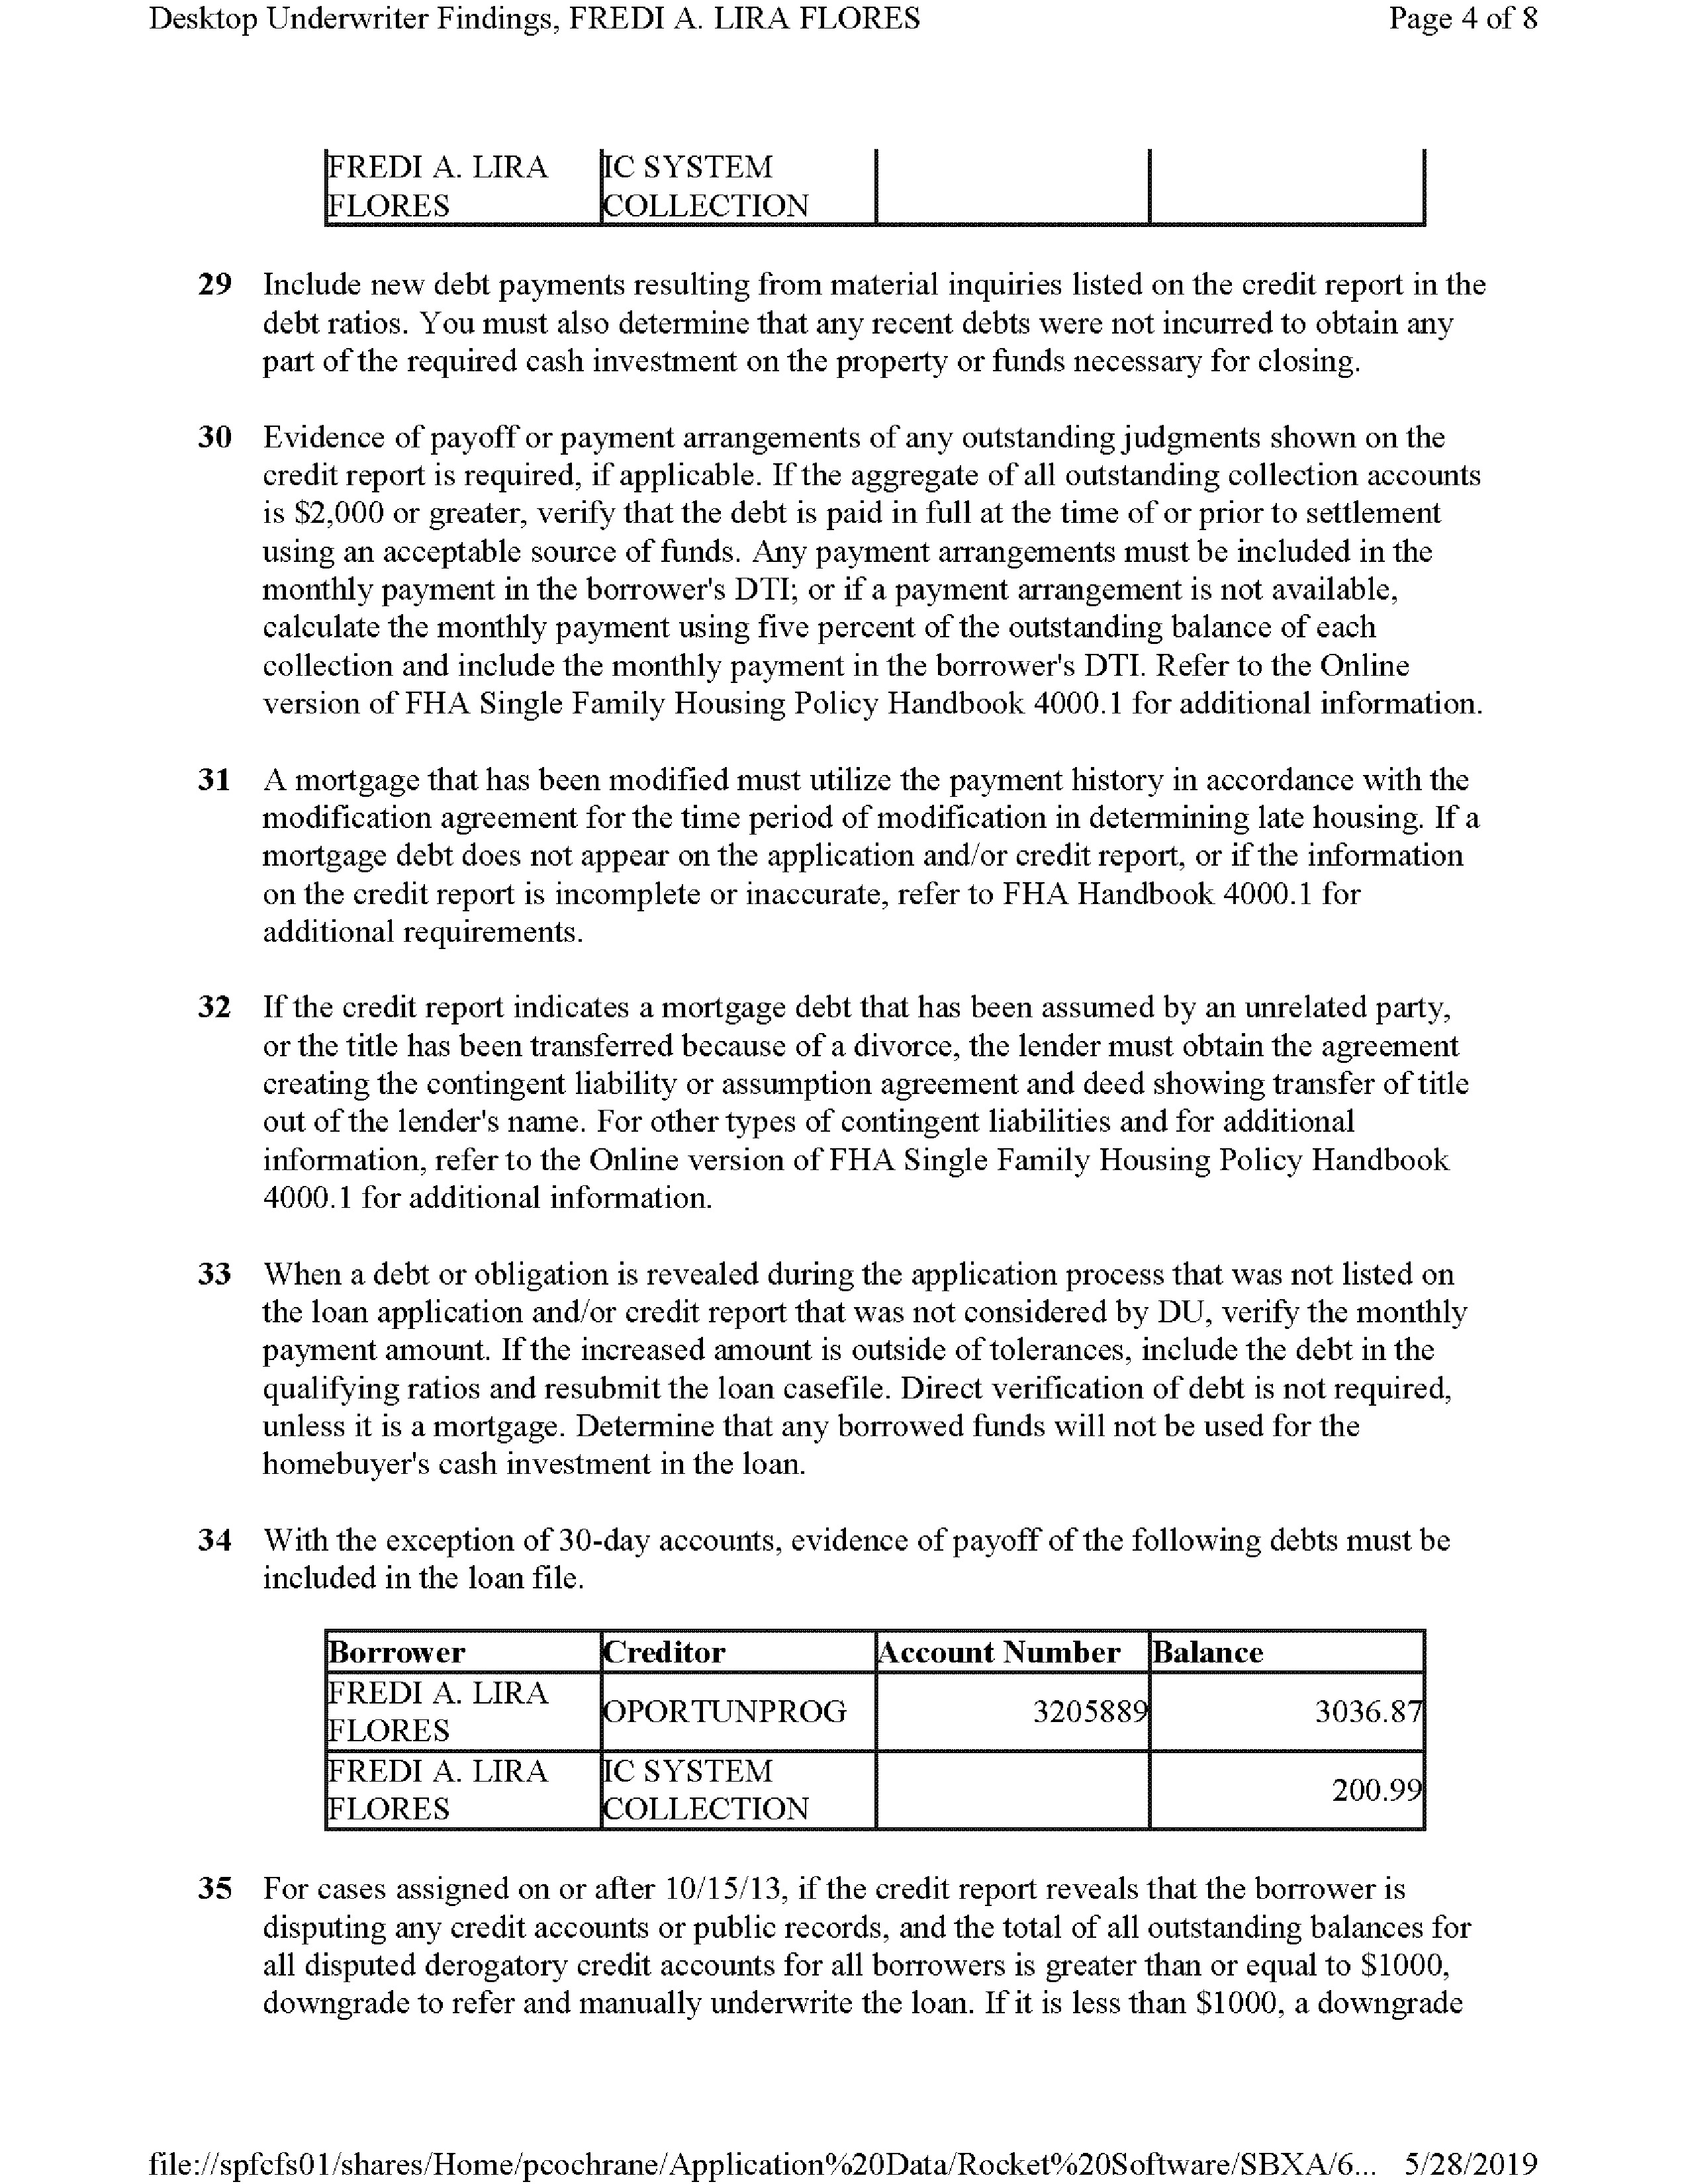 Desktop Underwriter Findings, FREDI A. LIRA FLORES Page 4 of 8
FREDI A. LIRA IC SYSTEM
FLORES COLLECTION
29 Include new debt payments resulting from material inquiries listed on the credit report in the
debt ratios. You must also determine that any recent debts were not incurred to obtain any
part of the required cash investment on the property or funds necessary for closing.
30 Evidence of payoff or payment arrangements of any outstanding judgments shown on the
credit report is required, if applicable. If the aggregate of all outstanding collection accounts
is $2,000 or greater, verify that the debt is paid in full at the time of or prior to settlement
using an acceptable source of funds. Any payment arrangements must be included in the
monthly payment in the borrower's DTI; or if a payment arrangement is not available,
calculate the monthly payment using five percent of the outstanding balance of each
collection and include the monthly payment in the borrower's DTI. Refer to the Online
version of FHA Single Family Housing Policy Handbook 4000.1 for additional information.
31 A mortgage that has been modified must utilize the payment history in accordance with the
modification agreement for the time period of modification in determining late housing. If a
mortgage debt does not appear on the application and/or credit report, or if the information
on the credit report is incomplete or inaccurate, refer to FHA Handbook 4000.1 for
additional requirements.
32 If the credit report indicates a mortgage debt that has been assumed by an unrelated party,
or the title has been transferred because of a divorce, the lender must obtain the agreement
creating the contingent liability or assumption agreement and deed showing transfer of title
out of the lender's name. For other types of contingent liabilities and for additional
information, refer to the Online version of FHA Single Family Housing Policy Handbook
4000.1 for additional information.
33 When a debt or obligation is revealed during the application process that was not listed on
the loan application and/or credit report that was not considered by DU, verify the monthly
payment amount. If the increased amount is outside of tolerances, include the debt in the
qualifying ratios and resubmit the loan casefile. Direct verification of debt is not required,
unless it is a mortgage. Determine that any borrowed funds will not be used for the
homebuyer's cash investment in the loan.
34 With the exception of 30-day accounts, evidence of payoff of the following debts must be
included in the loan file.
Borrower Creditor Account Number Balance
FREDI A. LIRA
FLORES OPORTUNPROG 3205889 3036.87
FREDI A. LIRA IC SYSTEM
FLORES COLLECTION 200.99
35 For cases assigned on or after 10/15/13, if the credit report reveals that the borrower is
disputing any credit accounts or public records, and the total of all outstanding balances for
all disputed derogatory credit accounts for all borrowers is greater than or equal to $1000,
downgrade to refer and manually underwrite the loan. If it is less than $1000, a downgrade
file://spfcfs01/shares/Home/pcochrane/Application%20Data/Rocket%20Software/SBXA/6... 5/28/2019